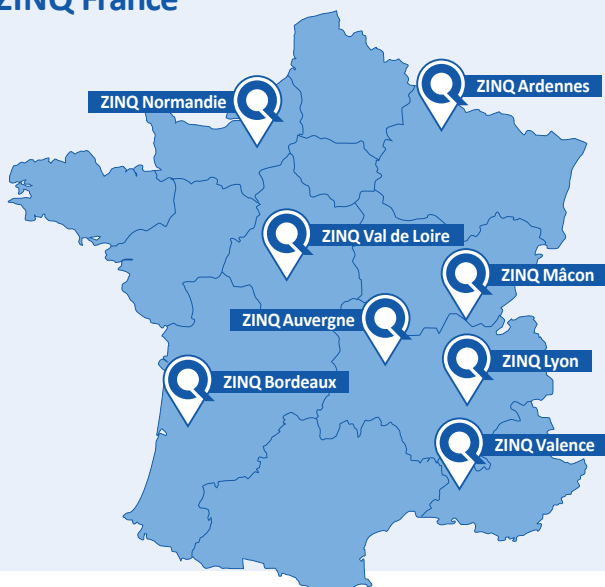 ZINQ France
ZINQ Ardennes
ZINQ Normandie
ZINQ Val de Loire
ZINQ Mâcon
ZINQ Auvergne
ZINQ Lyon
ZINQ Bordeaux
ZINQ Valence